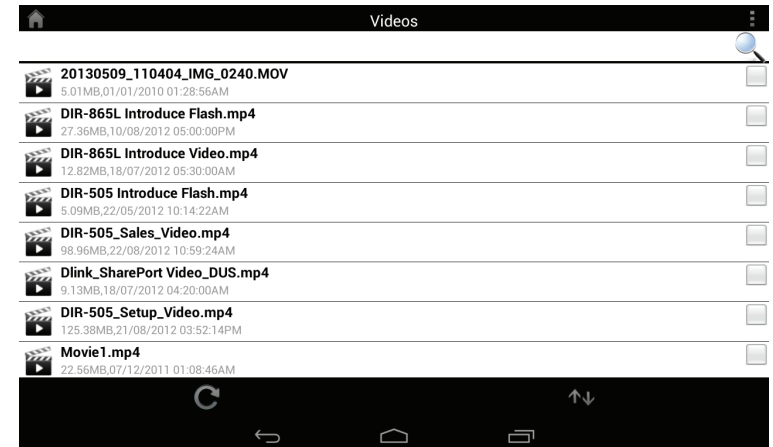 Videos
20130509_110404_IMG_0240.MOV
5.01MB,01/01/2010 01:28:56AM
DIR-865L Introduce Flash.mp4
27.36MB,10/08/2012 05:00:00PM
DIR-865L Introduce Video.mp4
12.82MB,18/07/2012 05:30:00AM
DIR-505 Introduce Flash.mp4
5.09MB,22/05/2012 10:14:22AM
DIR-505_Sales_Video.mp4
98.96MB,22/08/2012 10:59:24AM
Dlink_SharePort Video_DUS.mp4
9.13MB,18/07/2012 04:20:00AM
DIR-505_Setup_Video.mp4
125.38MB,21/08/2012 03:52:14PM
Movie1.mp4
22.56MB,07/12/2011 01:08:46AM